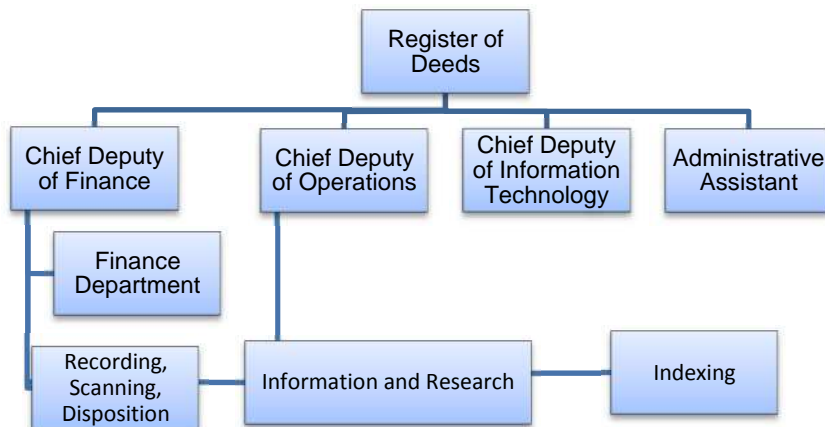 Register of
Deeds
Chief Deputy
of Finance
Chief Deputy
of Operations
Chief Deputy
of Information
Technology
Administrative
Assistant
Finance
Department
Recording,
Scanning,
Disposition
Information and Research
Indexing